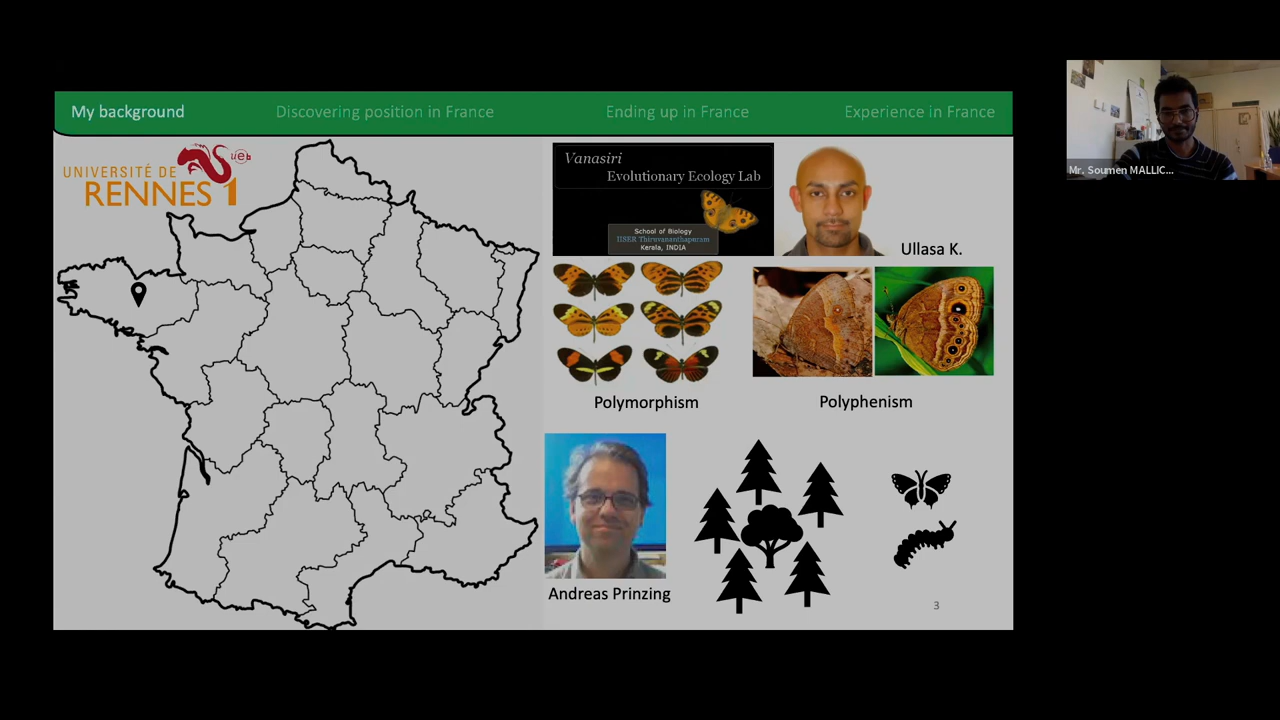 My background
Discovering position in France
Ending up in France
Experience in France
UNIVERSITÉ DE
RENNES 1
ueb
Vanasiri
Evolutionary Ecology Lab
School of Biology
IISER Thiruvananthapuram
Kerala, INDIA
Ullasa K.
Polymorphism
Polyphenism
Andreas Prinzing
3
Mr. Soumen MALLIC...